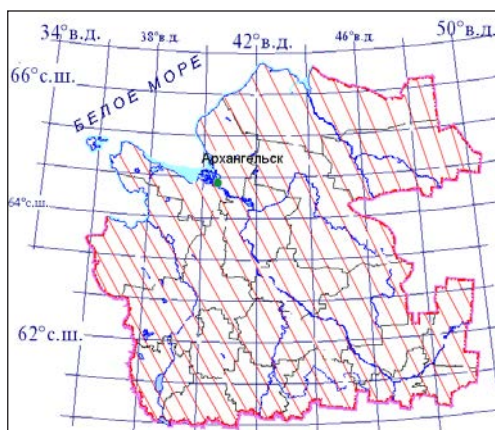 34°в.д.
38°в.д.
42°в.д.
46°в.д.
50°в.д.
66°с.ш.
БЕЛОЕ МОРЕ
Архангельск
64°с.ш.
62°с.ш.